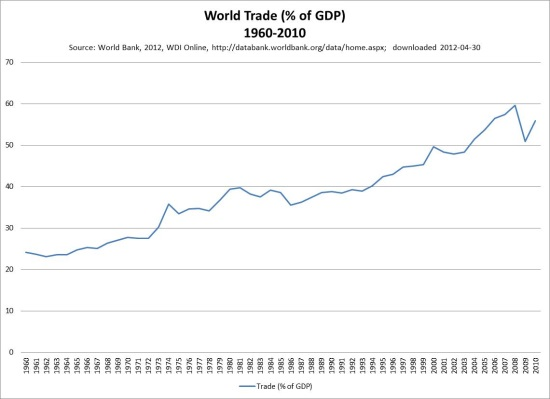 World Trade (% of GDP)
1960-2010
Source: World Bank, 2012, WDI Online, http://databank.worldbank.org/data/home.aspx; downloaded 2012-04-30
70
60
50
40
30
20
10
0
1960 1961 1962 1963 1964 1965 1966 1967 1968 1969 1970 1971 1972 1973 1974 1975 1976 1977 1978 1979 1980 1981 1982 1983 1984 1985 1986 1987 1988 1989 1990 1991 1992 1993 1994 1995 1996 1997 1998 1999 2000 2001 2002 2003 2004 2005 2006 2007 2008 2009 2010
Trade (% of GDP)